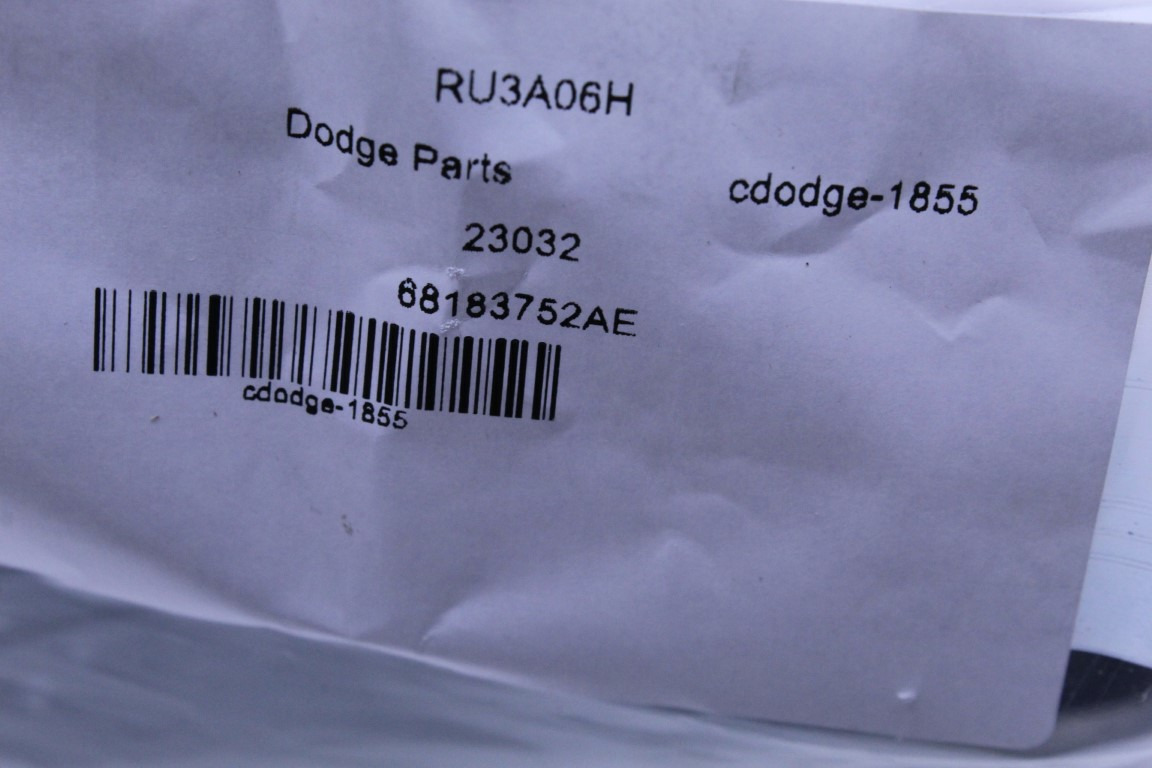 RU3A06H
Dodge Parts
cdodge-1855
23032
68183752AE
cdodge-1855